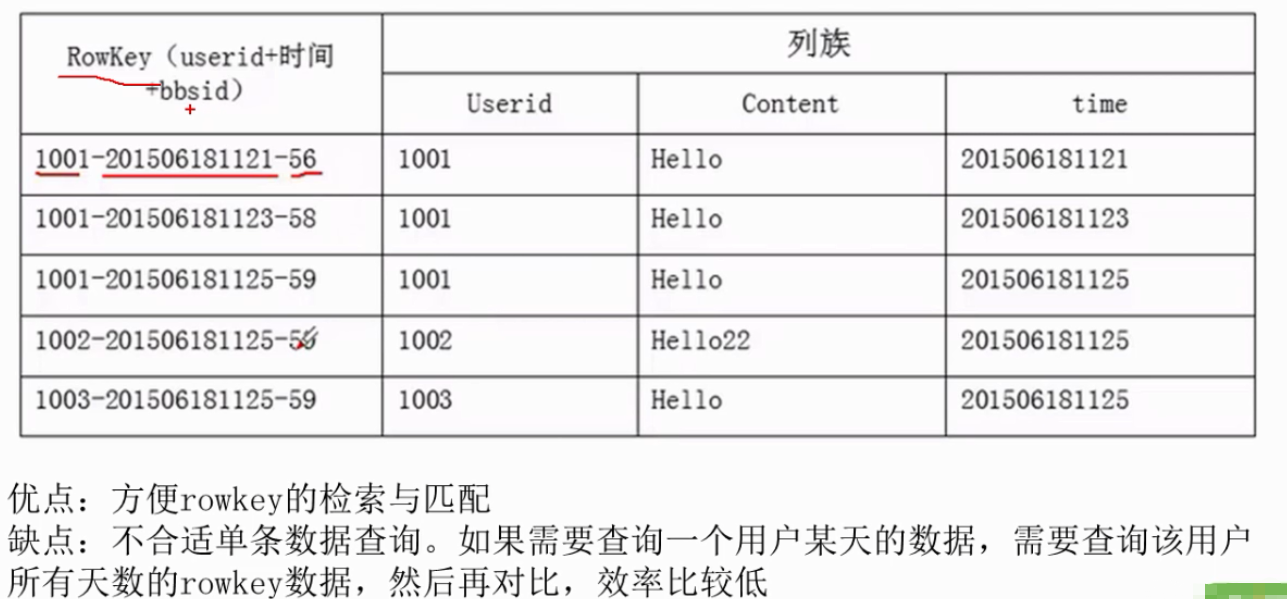 RowKey（userid+时间
+bbsid）
列族
Userid Content time
1001-201506181121-56 1001 Hello 201506181121
1001-201506181123-58 1001 Hello 201506181123
1001-201506181125-59 1001 Hello 201506181125
1002-201506181125-59 1002 Hello22 201506181125
1003-201506181125-59 1003 Hello 201506181125
优点：方便rowkey的检索与匹配
缺点：不合适单条数据查询。如果需要查询一个用户某天的数据，需要查询该用户
所有天数的rowkey数据，然后再对比，效率比较低